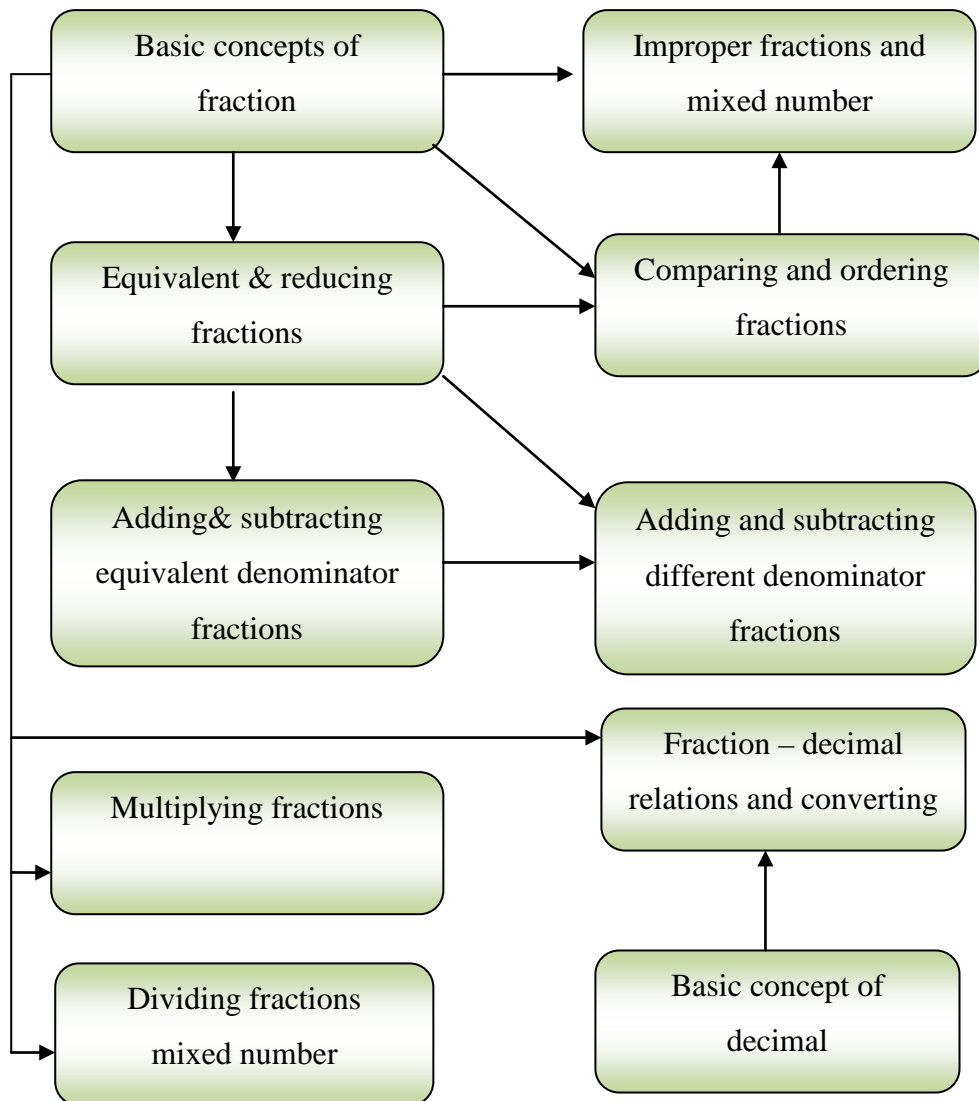 Basic concepts of
fraction
Improper fractions and
mixed number
Equivalent & reducing
fractions
Comparing and ordering
fractions
Adding& subtracting
equivalent denominator
fractions
Adding and subtracting
different denominator
fractions
Fraction – decimal
relations and converting
Multiplying fractions
Dividing fractions
mixed number
Basic concept of
decimal